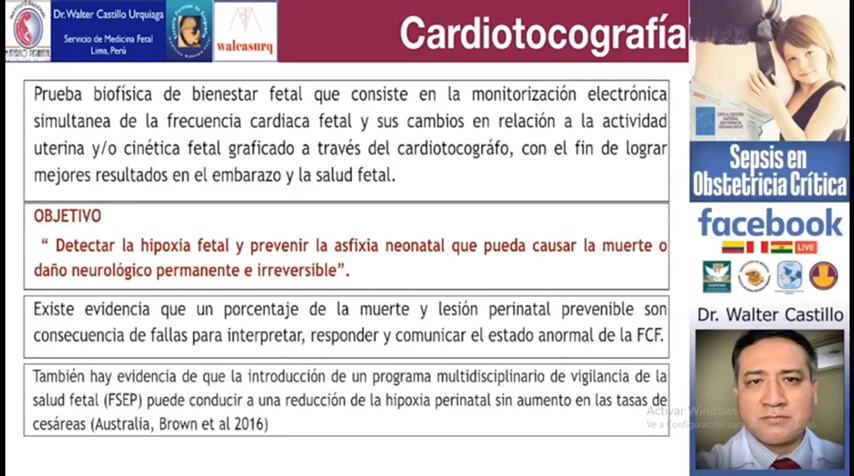 Dr.Walter Castillo Urquiaga
Servicio de Medicina Fetal
Lima, Perú
walcasurq
Cardiotocografía
Prueba biofísica de bienestar fetal que consiste en la monitorización electrónica
simultanea de la frecuencia cardiaca fetal y sus cambios en relación a la actividad
uterina y/o cinética fetal graficado a través del cardiotocográfo, con el fin de lograr
mejores resultados en el embarazo y la salud fetal.
OBJETIVO
“ Detectar la hipoxia fetal y prevenir la asfixia neonatal que pueda causar la muerte o
daño neurológico permanente e irreversible”.
Existe evidencia que un porcentaje de la muerte y lesión perinatal prevenible son
consecuencia de fallas para interpretar, responder y comunicar el estado anormal de la FCF.
También hay evidencia de que la introducción de un programa multidisciplinario de vigilancia de la
salud fetal (FSEP) puede conducir a una reducción de la hipoxia perinatal sin aumento en las tasas de
cesáreas (Australia, Brown et al 2016)
Sepsis en
Obstetricia Crítica
facebook
LIVE
Dr. Walter Castillo
Activar Windows
Ve a Configuración para